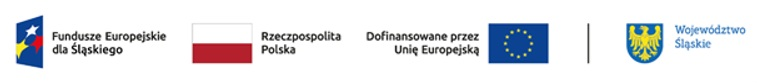 Fundusze Europejskie
dla Śląskiego
Rzeczpospolita
Polska
Dofinansowane przez
Unię Europejską
Województwo
Śląskie